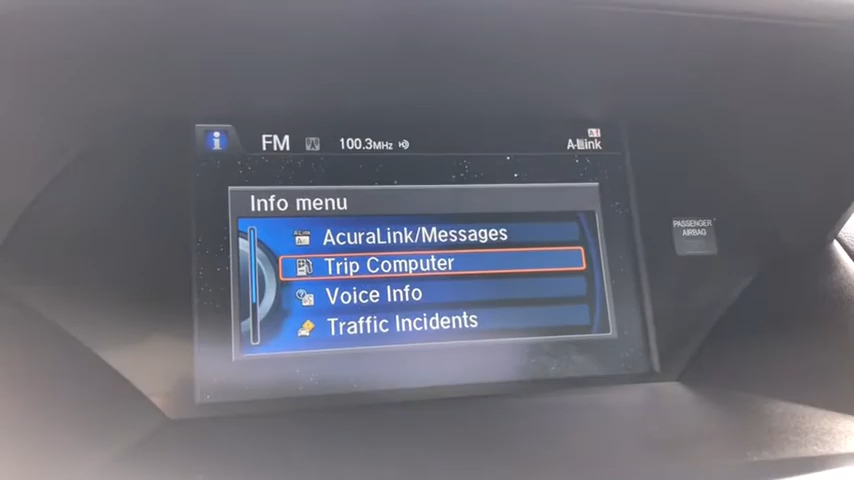 FM 100.3MHz A-Link
Info menu
AcuraLink/Messages
Trip Computer
Voice Info
Traffic Incidents
PASSENGER
AIRBAG